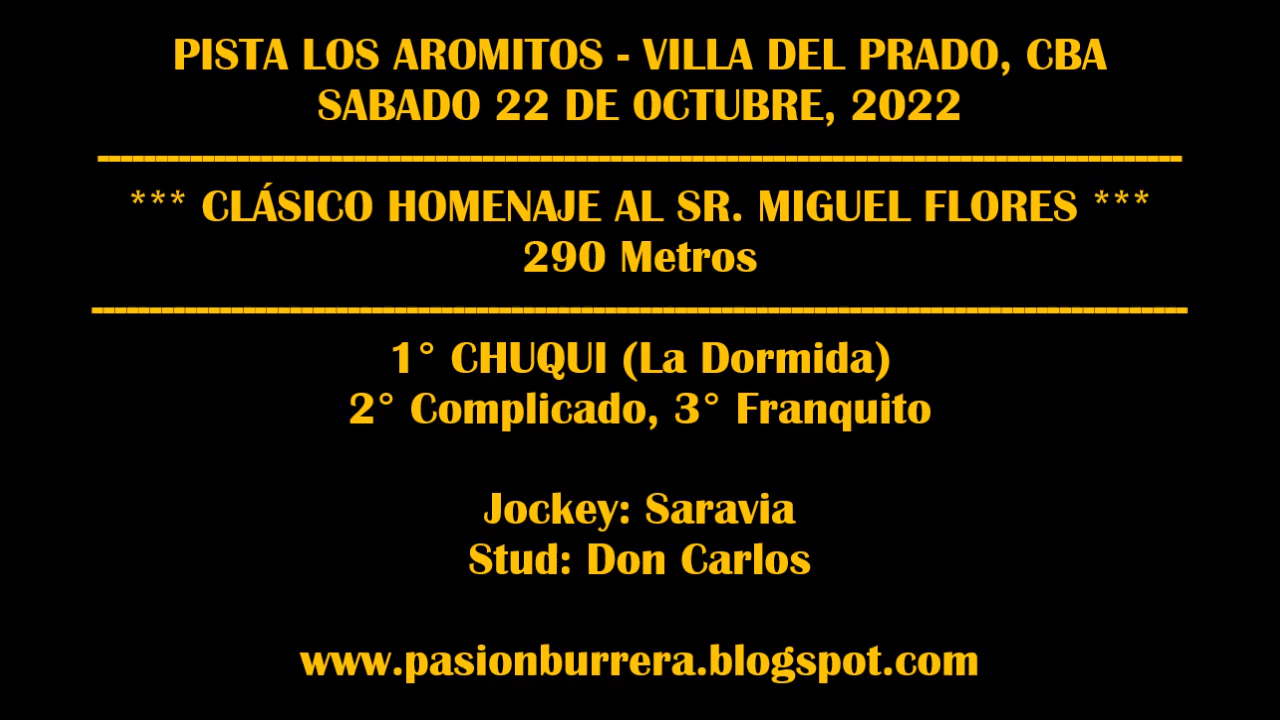 PISTA LOS AROMITOS - VILLA DEL PRADO, CBA
SABADO 22 DE OCTUBRE, 2022
*** CLÁSICO HOMENAJE AL SR. MIGUEL FLORES ***
290 Metros
1° CHUQUI (La Dormida)
2° Complicado, 3° Franquito
Jockey: Saravia
Stud: Don Carlos
www.pasionburrera.blogspot.com